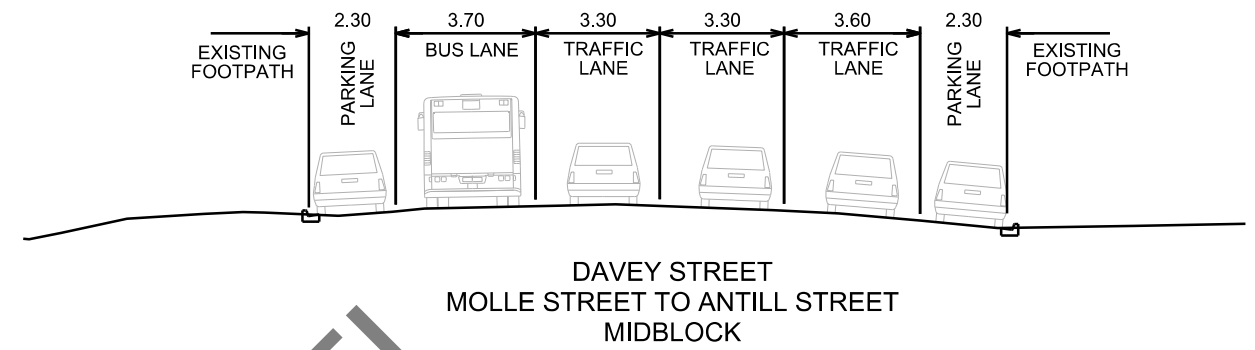 2.30 3.70 3.30 3.30 3.60 2.30
EXISTING
FOOTPATH
PARKING
LANE
BUS LANE
TRAFFIC
LANE
TRAFFIC
LANE
TRAFFIC
LANE
PARKING
LANE
EXISTING
FOOTPATH
DAVEY STREET
MOLLE STREET TO ANTILL STREET
MIDBLOCK